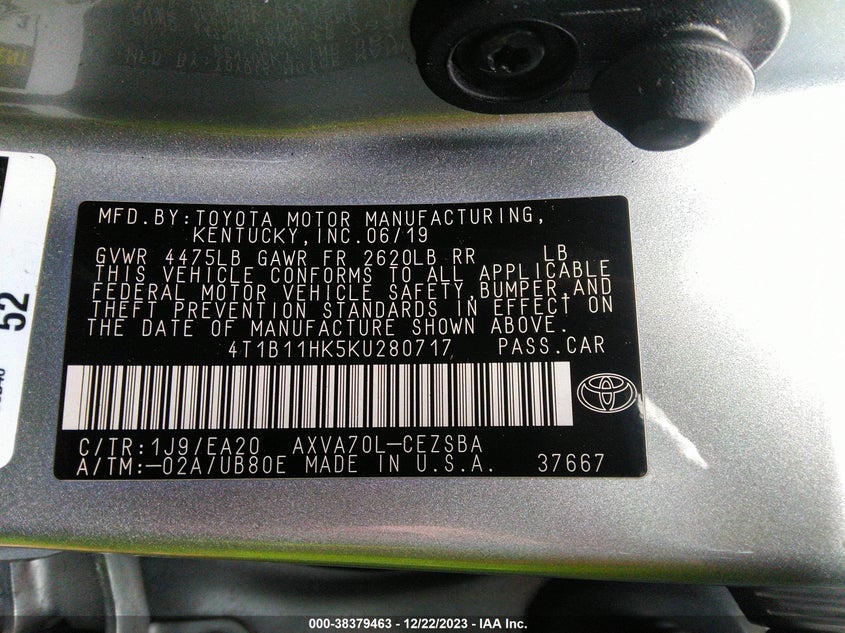 MFD.BY:TOYOTA MOTOR MANUFACTURING,
KENTUCKY,INC.06/19
GVWR 4475LB GAWR FR 2620LB RR LB
THIS VEHICLE CONFORMS TO ALL APPLICABLE
FEDERAL MOTOR VEHICLE SAFETY,BUMPER,AND
THEFT PREVENTION STANDARDS IN EFFECT ON
THE DATE OF MANUFACTURE SHOWN ABOVE.
4T1B11HK5KU280717 PASS.CAR
C/TR:1J9/EA20 AXVA70L-CEZSBA
A/TM:-02A/UB80E MADE IN U.S.A. 37667
52
000-38379463 - 12/22/2023 - IAA Inc.